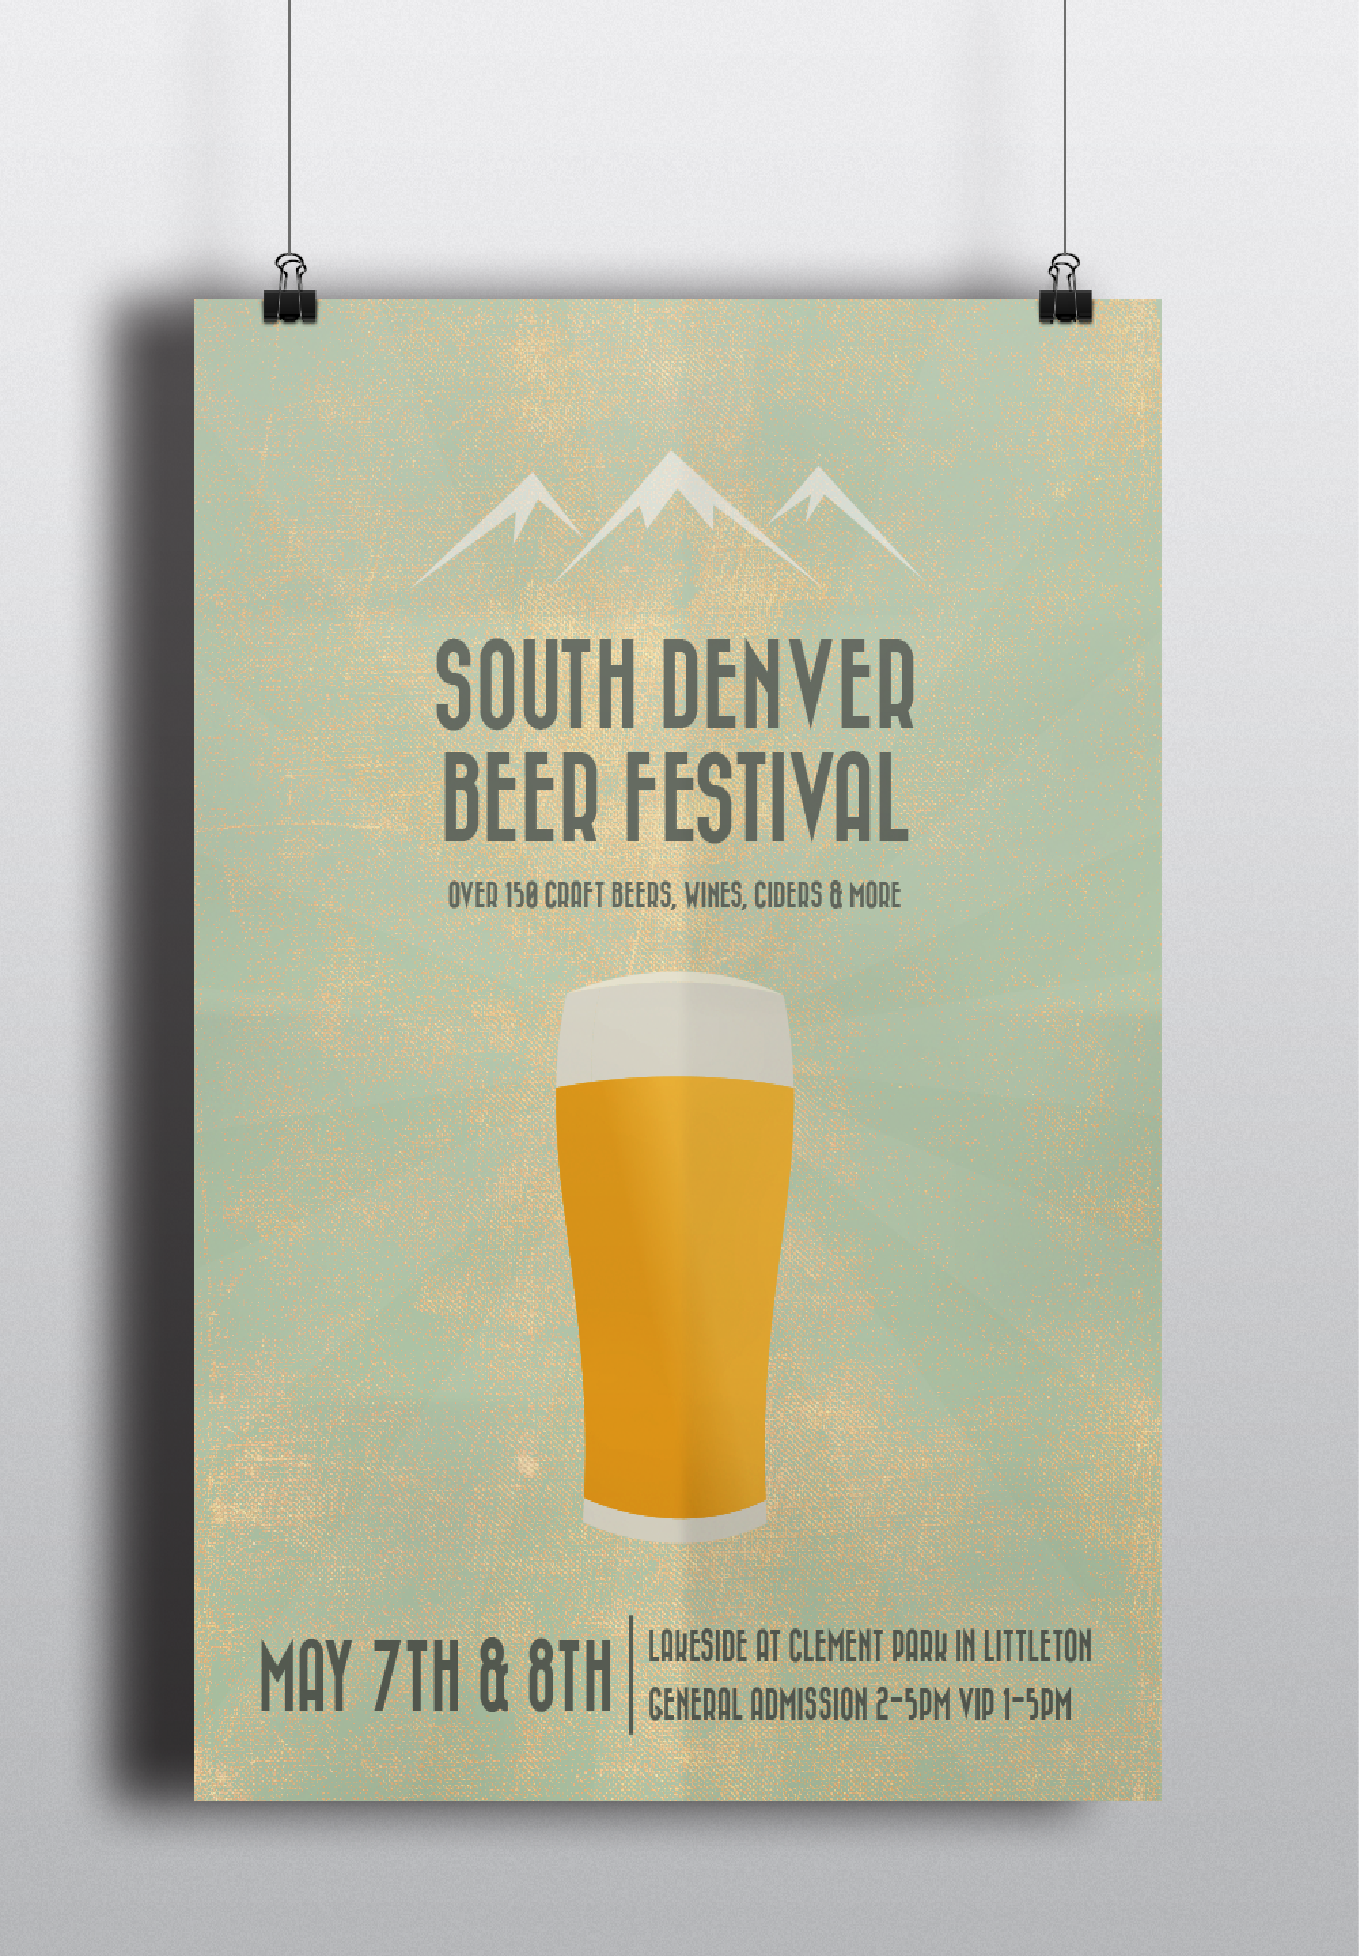 SOUTH DENVER
BEER FESTIVAL
OVER 150 CRAFT BEERS, WINES, CIDERS & MORE
MAY 7TH & 8TH
LAKESIDE AT CLEMENT PARK IN LITTLETON
GENERAL ADMISSION 2-5PM VIP 1-5PM